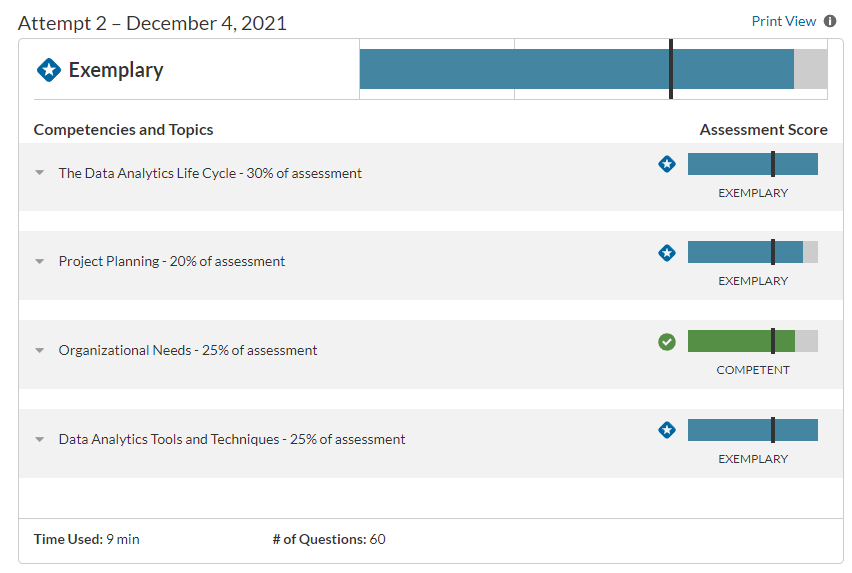 Attempt 2 – December 4, 2021
Print View
Exemplary
Competencies and Topics
Assessment Score
The Data Analytics Life Cycle - 30% of assessment
EXEMPLARY
Project Planning - 20% of assessment
EXEMPLARY
Organizational Needs - 25% of assessment
COMPETENT
Data Analytics Tools and Techniques - 25% of assessment
EXEMPLARY
Time Used: 9 min
# of Questions: 60